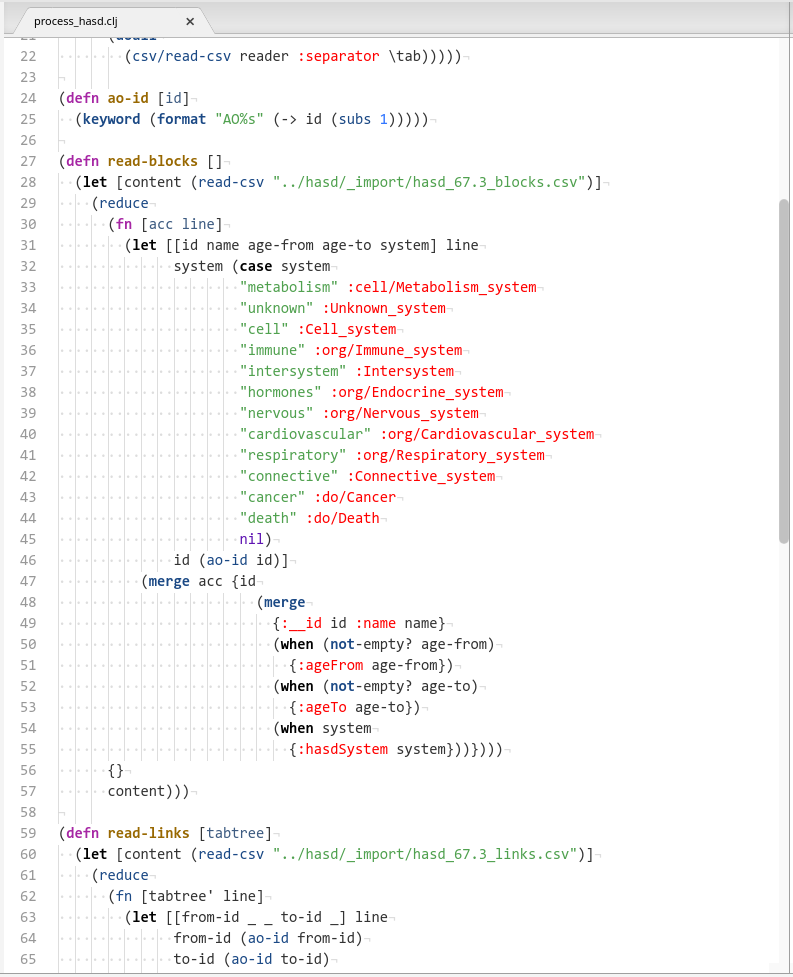 process_hasd.clj ×
22 (csv/read-csv reader :separator \tab)))))
23
24 (defn ao-id [id]
25   (keyword (format "AO%s" (-> id (subs 1)))))
26
27 (defn read-blocks []
28   (let [content (read-csv "../hasd/_import/hasd_67.3_blocks.csv")]
29     (reduce
30       (fn [acc line]
31         (let [[id name age-from age-to system] line
32               system (case system
33                       "metabolism" :cell/Metabolism_system
34                       "unknown" :Unknown_system
35                       "cell" :Cell_system
36                       "immune" :org/Immune_system
37                       "intersystem" :Intersystem
38                       "hormones" :org/Endocrine_system
39                       "nervous" :org/Nervous_system
40                       "cardiovascular" :org/Cardiovascular_system
41                       "respiratory" :org/Respiratory_system
42                       "connective" :Connective_system
43                       "cancer" :do/Cancer
44                       "death" :do/Death
45                       nil)
46               id (ao-id id)]
47           (merge acc {id
48                         (merge
49                           {:__id id :name name}
50                           (when (not-empty? age-from)
51                             {:ageFrom age-from})
52                           (when (not-empty? age-to)
53                             {:ageTo age-to})
54                           (when system
55                             {:hasdSystem system}))})))
56       {}
57       content)))
58
59 (defn read-links [tabtree]
60   (let [content (read-csv "../hasd/_import/hasd_67.3_links.csv")]
61     (reduce
62       (fn [tabtree' line]
63         (let [[from-id _ _ to-id _] line
64               from-id (ao-id from-id)
65               to-id (ao-id to-id)